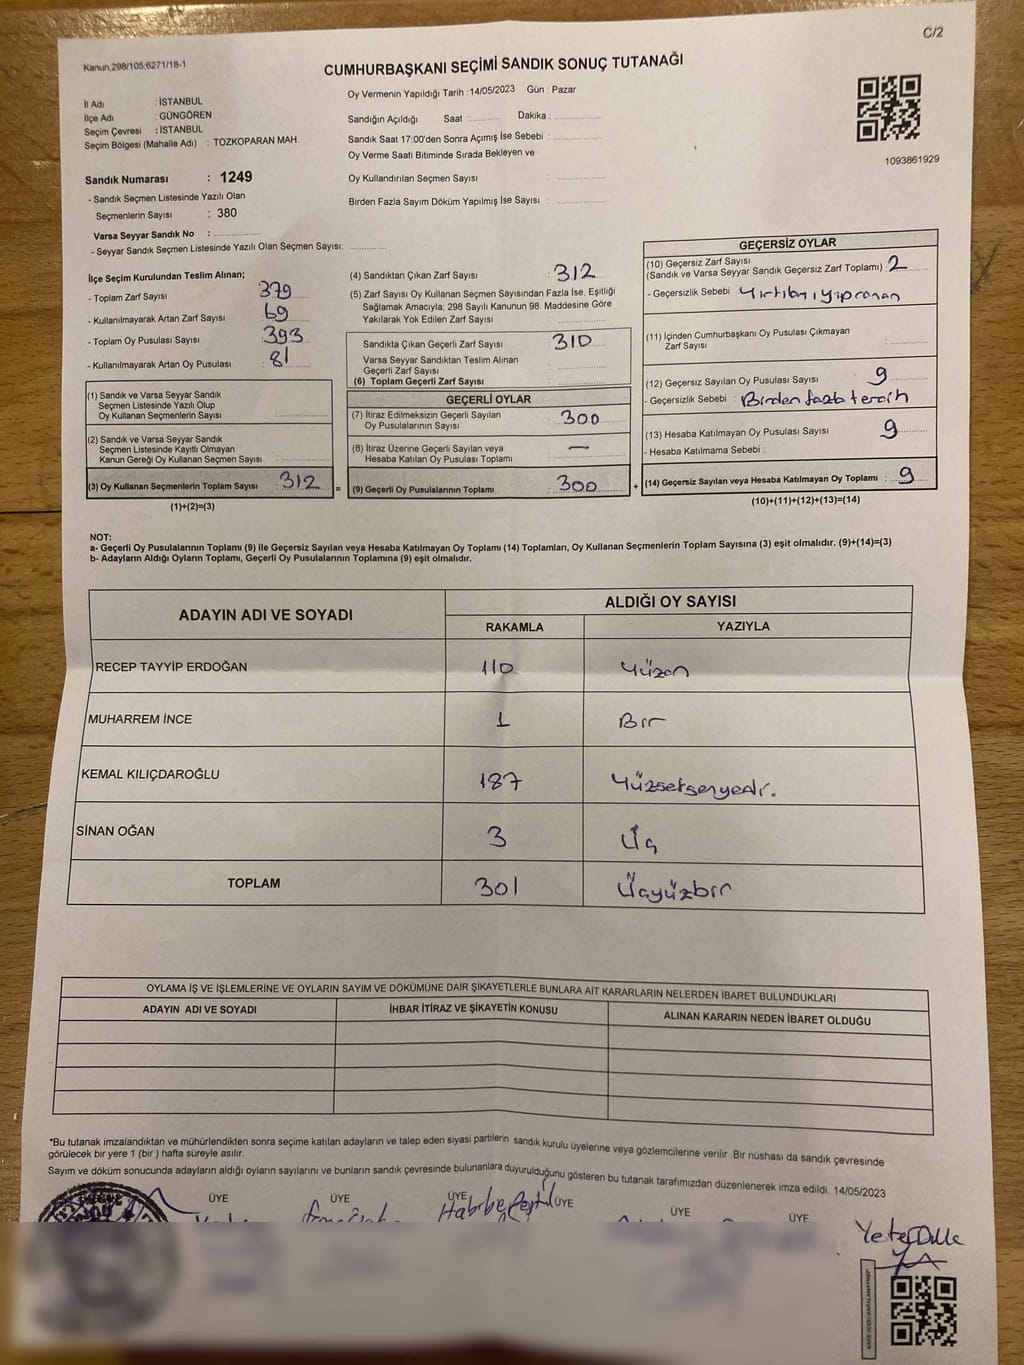 C/2
Kanun.298/105;6271/18-1
CUMHURBAŞKANI SEÇİMİ SANDIK SONUÇ TUTANAĞI
İl Adı : İSTANBUL
İlçe Adı : GÜNGÖREN
Seçim Çevresi : İSTANBUL
Seçim Bölgesi (Mahalle Adı) : TOZKOPARAN MAH.
Sandık Numarası : 1249
- Sandık Seçmen Listesinde Yazılı Olan
Seçmenlerin Sayısı : 380
Varsa Seyyar Sandık No :
- Seyyar Sandık Seçmen Listesinde Yazılı Olan Seçmen Sayısı:
Oy Vermenin Yapıldığı Tarih :14/05/2023 Gün : Pazar
Sandığın Açıldığı Saat : Dakika :
Sandık Saat 17:00'den Sonra Açımış İse Sebebi :
Oy Verme Saati Bitiminde Sırada Bekleyen ve
Oy Kullandırılan Seçmen Sayısı :
Birden Fazla Sayım Döküm Yapılmış İse Sayısı :
1093861929
İlçe Seçim Kurulundan Teslim Alınan;
- Toplam Zarf Sayısı : 379
- Kullanılmayarak Artan Zarf Sayısı : 69
- Toplam Oy Pusulası Sayısı : 393
- Kullanılmayarak Artan Oy Pusulası : 81
(1) Sandık ve Varsa Seyyar Sandık
Seçmen Listesinde Yazılı Olup
Oy Kullanan Seçmenlerin Sayısı :
(2) Sandık ve Varsa Seyyar Sandık
Seçmen Listesinde Kayıtlı Olmayan
Kanun Gereği Oy Kullanan Seçmen Sayısı :
(3) Oy Kullanan Seçmenlerin Toplam Sayısı : 312 =
(1)+(2)=(3)
(4) Sandıktan Çıkan Zarf Sayısı : 312
(5) Zarf Sayısı Oy Kullanan Seçmen Sayısından Fazla İse, Eşitliği
Sağlamak Amacıyla; 298 Sayılı Kanunun 98. Maddesine Göre
Yakılarak Yok Edilen Zarf Sayısı :
Sandıkta Çıkan Geçerli Zarf Sayısı : 310
Varsa Seyyar Sandıktan Teslim Alınan
Geçerli Zarf Sayısı :
(6) Toplam Geçerli Zarf Sayısı :
GEÇERLİ OYLAR
(7) İtiraz Edilmeksizin Geçerli Sayılan
Oy Pusulalarının Sayısı : 300
(8) İtiraz Üzerine Geçerli Sayılan veya
Hesaba Katılan Oy Pusulası Toplamı : —
(9) Geçerli Oy Pusulalarının Toplamı : 300 +
GEÇERSİZ OYLAR
(10) Geçersiz Zarf Sayısı
(Sandık ve Varsa Seyyar Sandık Geçersiz Zarf Toplamı) : 2
- Geçersizlik Sebebi : Yırtılan, yıpranan
(11) İçinden Cumhurbaşkanı Oy Pusulası Çıkmayan
Zarf Sayısı :
(12) Geçersiz Sayılan Oy Pusulası Sayısı : 9
- Geçersizlik Sebebi : Birden fazla tercih
(13) Hesaba Katılmayan Oy Pusulası Sayısı : 9
- Hesaba Katılmama Sebebi :
(14) Geçersiz Sayılan veya Hesaba Katılmayan Oy Toplamı : 9
(10)+(11)+(12)+(13)=(14)
NOT:
a- Geçerli Oy Pusulalarının Toplamı (9) ile Geçersiz Sayılan veya Hesaba Katılmayan Oy Toplamı (14) Toplamları, Oy Kullanan Seçmenlerin Toplam Sayısına (3) eşit olmalıdır. (9)+(14)=(3)
b- Adayların Aldığı Oyların Toplamı, Geçerli Oy Pusulalarının Toplamına (9) eşit olmalıdır.
ADAYIN ADI VE SOYADI ALDIĞI OY SAYISI
RAKAMLA YAZIYLA
RECEP TAYYİP ERDOĞAN 110 Yüzon
MUHARREM İNCE 1 Bir
KEMAL KILIÇDAROĞLU 187 Yüzseksenyedi.
SİNAN OĞAN 3 Üç
TOPLAM 301 Üçyüzbir
OYLAMA İŞ VE İŞLEMLERİNE VE OYLARIN SAYIM VE DÖKÜMÜNE DAİR ŞİKAYETLERLE BUNLARA AİT KARARLARIN NELERDEN İBARET BULUNDUKLARI
ADAYIN ADI VE SOYADI İHBAR İTİRAZ VE ŞİKAYETİN KONUSU ALINAN KARARIN NEDEN İBARET OLDUĞU
*Bu tutanak imzalandıktan ve mühürlendikten sonra seçime katılan adayların ve talep eden siyasi partilerin sandık kurulu üyelerine veya gözlemcilerine verilir .Bir nüshası da sandık çevresinde
görülecek bir yere 1 (bir ) hafta süreyle asılır.
Sayım ve döküm sonucunda adayların aldığı oyların sayılarını ve bunların sandık çevresinde bulunanlara duyurulduğunu gösteren bu tutanak tarafımızdan düzenlenerek imza edildi. 14/05/2023
ÜYE ÜYE ÜYE ÜYE ÜYE ÜYE